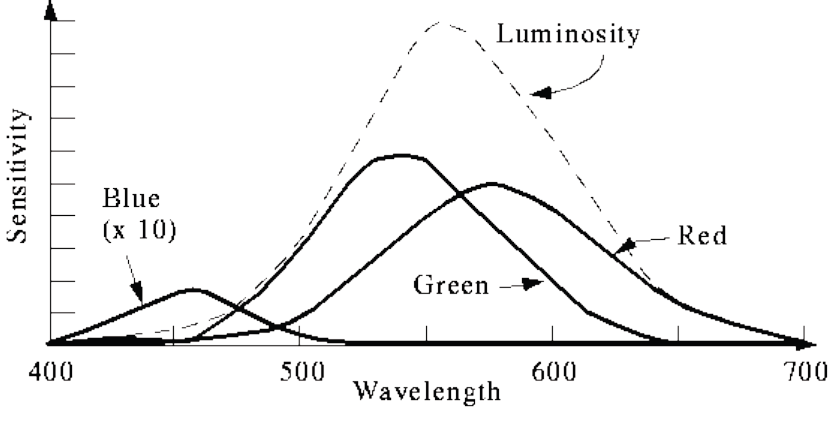 Luminosity
Sensitivity
Blue
(x 10)
Red
Green
400
500
600
700
Wavelength